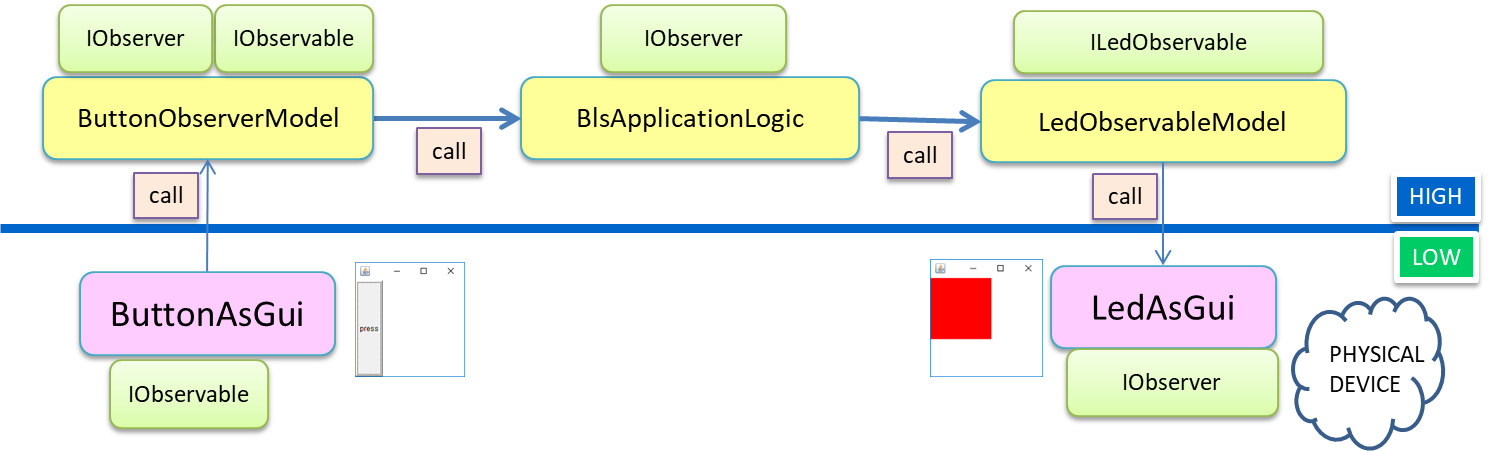 IObserver
IObservable
IObserver
ILedObservable
ButtonObserverModel
BlsApplicationLogic
LedObservableModel
call
call
call
call
HIGH
LOW
ButtonAsGui
press
LedAsGui
IObservable
IObserver
PHYSICAL
DEVICE